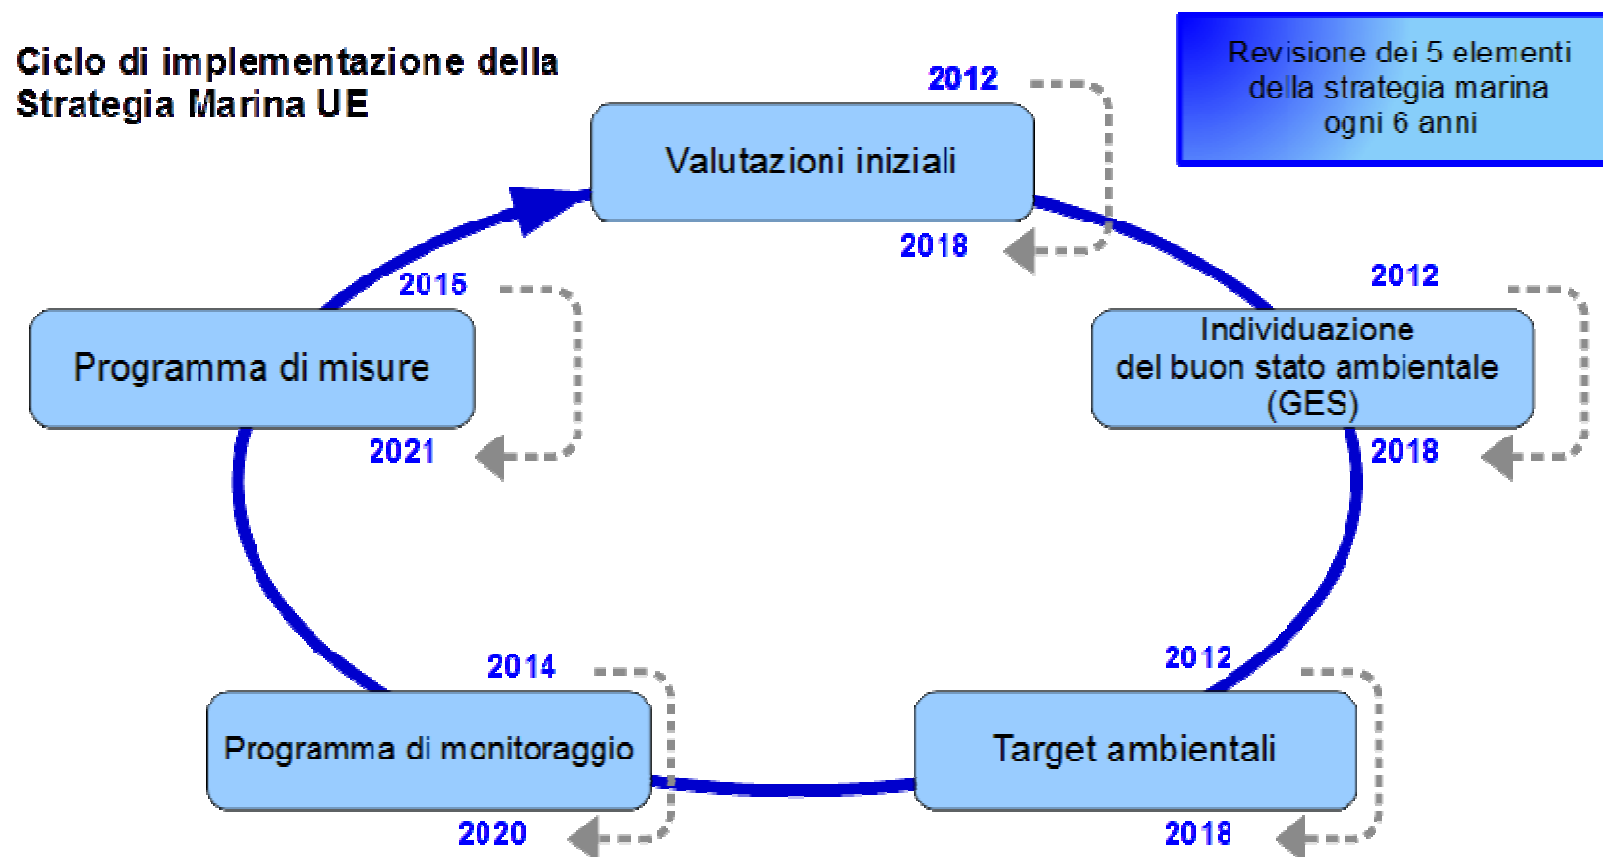 Ciclo di implementazione della
Strategia Marina UE
Revisione dei 5 elementi
della strategia marina
ogni 6 anni
2012
Valutazioni iniziali
2018
2012
Individuazione
del buon stato ambientale
(GES)
2018
2012
Target ambientali
2018
2014
Programma di monitoraggio
2020
2015
Programma di misure
2021